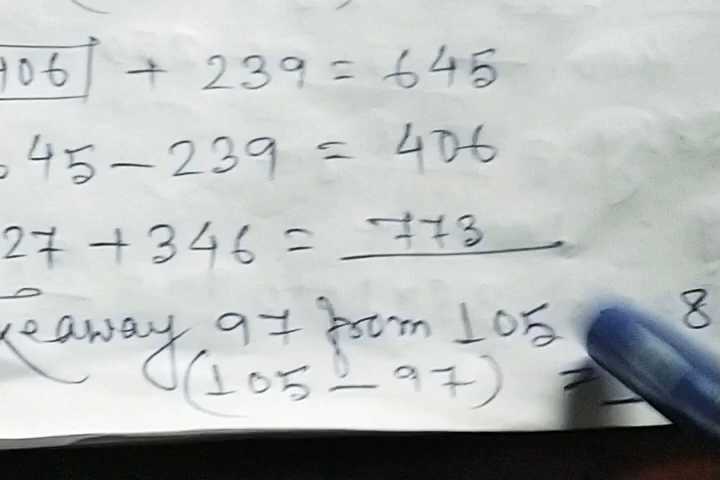 406 + 239 = 645
45 - 239 = 406
27 + 346 = 773
away 97 from 105 8
(105 - 97) =